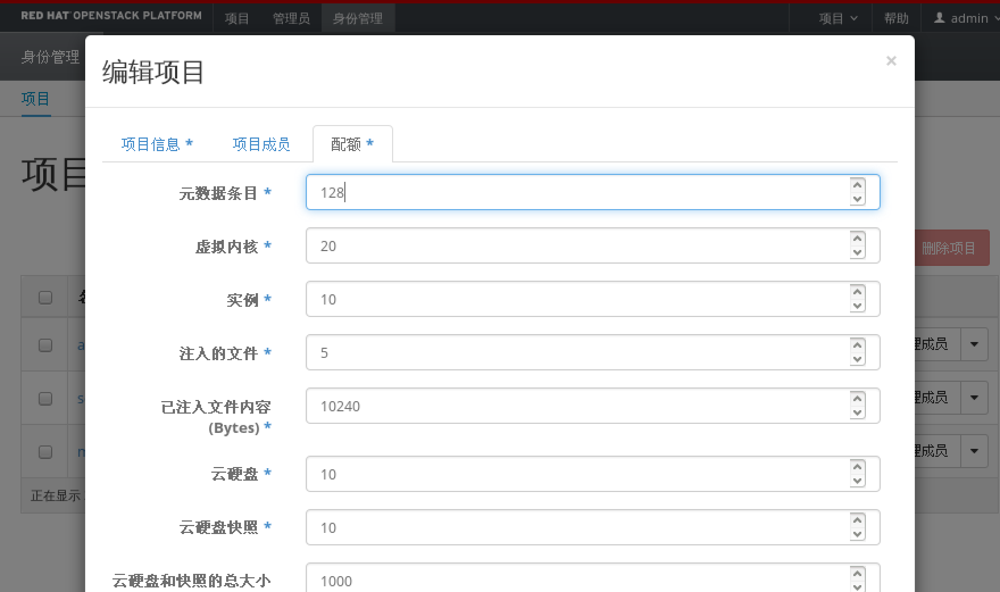 RED HAT OPENSTACK PLATFORM 项目 管理员 身份管理 项目 帮助 admin
身份管理
编辑项目 ×
项目
项目信息 * 项目成员 配额 *
项目
元数据条目 * 128
虚拟内核 * 20
删除项目
实例 * 10
注入的文件 * 5
成员
已注入文件内容 (Bytes) * 10240
成员
云硬盘 * 10
成员
正在显示
云硬盘快照 * 10
云硬盘和快照的总大小 1000